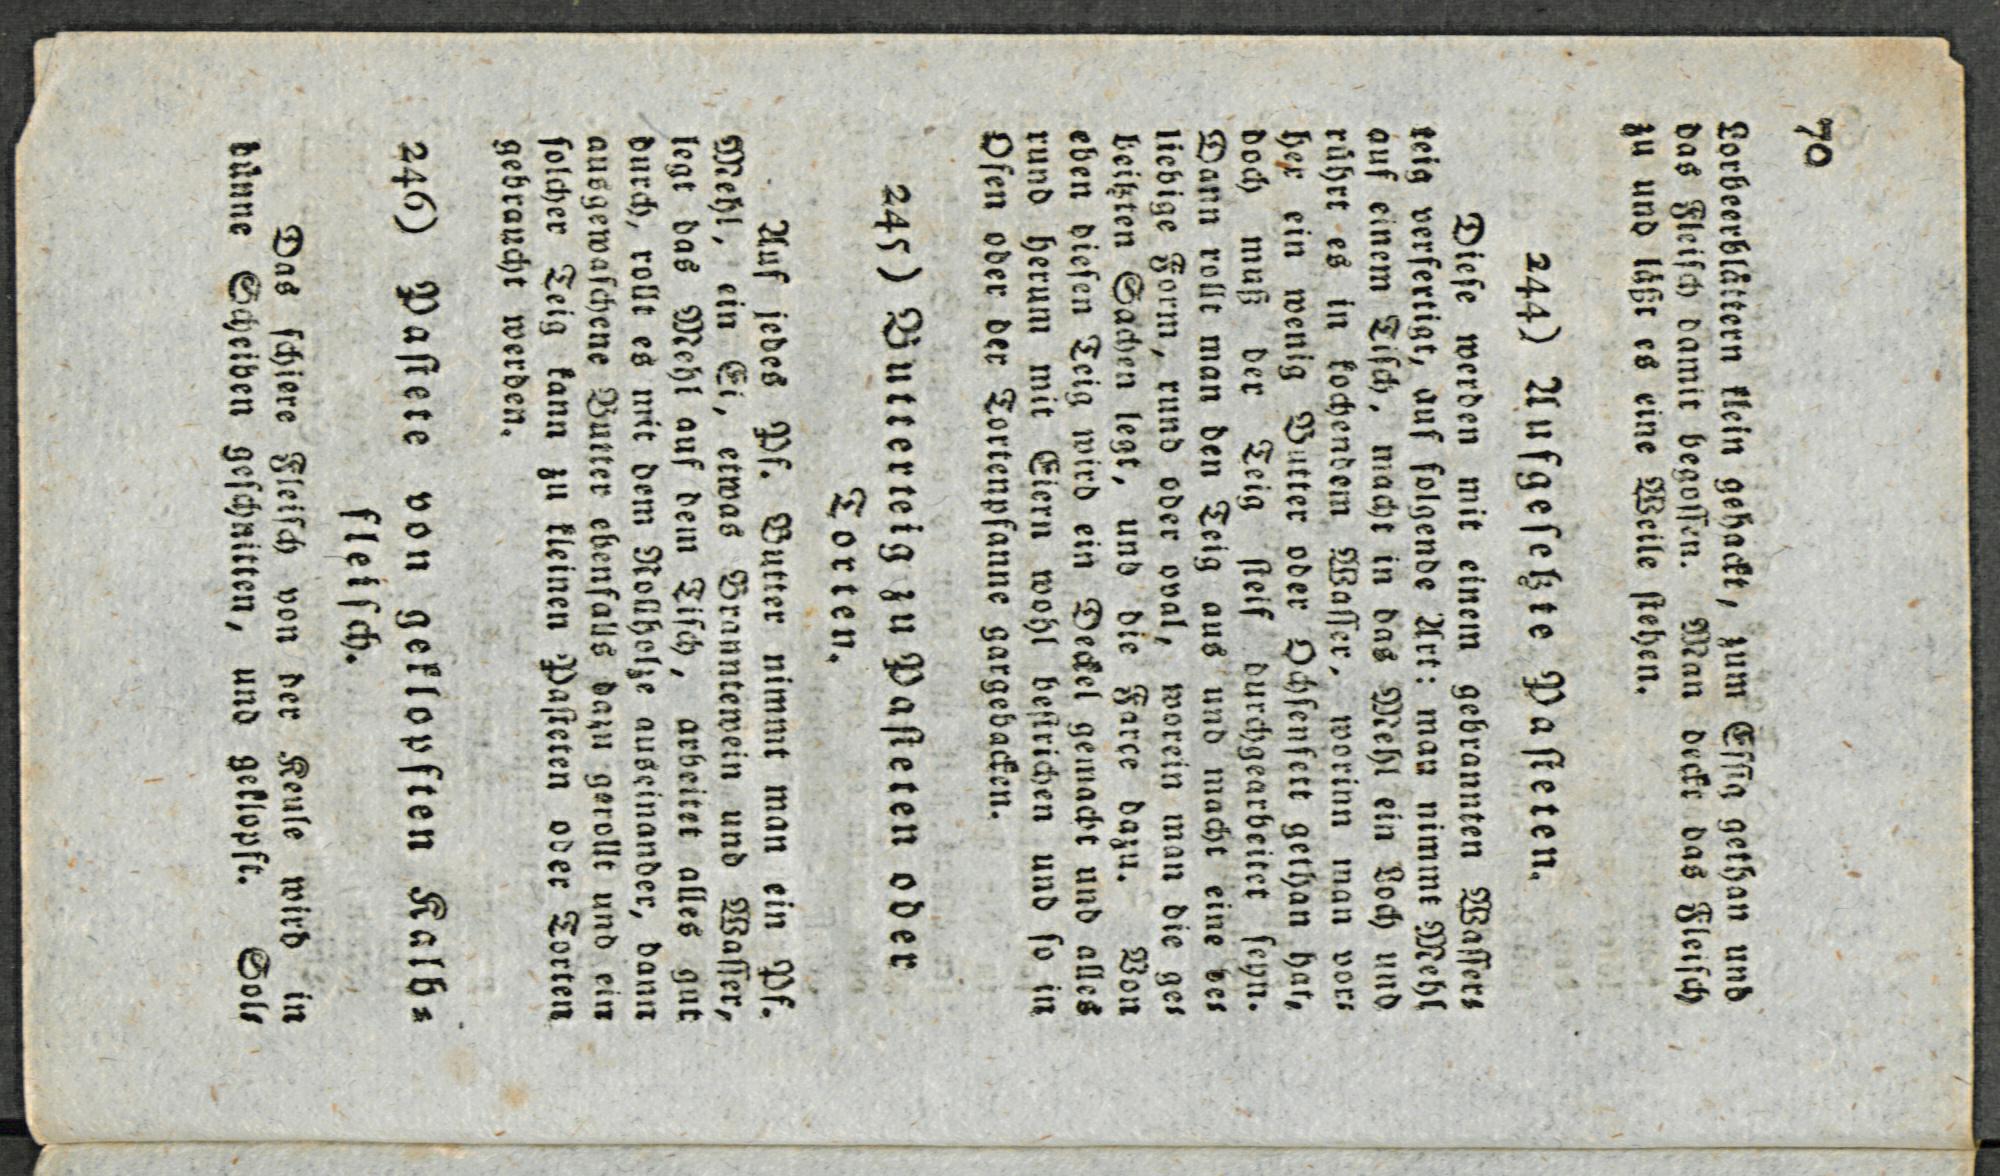 70
Lorbeerblättern klein gehackt, zum Essig gethan und
das Fleisch damit begossen. Man deckt das Fleisch
zu und läßt es eine Weile stehen.
244) Aufgesetzte Pasteten.
Diese werden mit einem gebrannten Wasser-
teig verfertigt, auf folgende Art: man nimmt Mehl
auf einem Tisch, macht in das Mehl ein Loch und
rührt es in kochendem Wasser, worinn man vor-
her ein wenig Butter oder Ochsenfett gethan hat,
doch muß der Teig steif durchgearbeitet seyn.
Dann rollt man den Teig aus und macht eine be-
liebige Form, rund oder oval, worein man die ge-
beitzten Sachen legt, und die Farce dazu. Von
eben diesen Teig wird ein Deckel gemacht und alles
rund herum mit Eiern wohl bestrichen und so in
Ofen oder der Tortenpfanne gargebacken.
245) Butterteig zu Pasteten oder
Torten.
Auf jedes Pf. Butter nimmt man ein Pf.
Mehl, ein Ei, etwas Branntewein und Wasser,
legt das Mehl auf dem Tisch, arbeitet alles gut
durch, rollt es mit dem Rollholze auseinander, dann
ausgewaschene Butter ebenfalls dazu gerollt und ein
solcher Teig kann zu kleinen Pasteten oder Torten
gebraucht werden.
246) Pastete von geklopften Kalb-
fleisch.
Das schiere Fleisch von der Keule wird in
dünne Scheiben geschnitten, und geklopft. Sol-